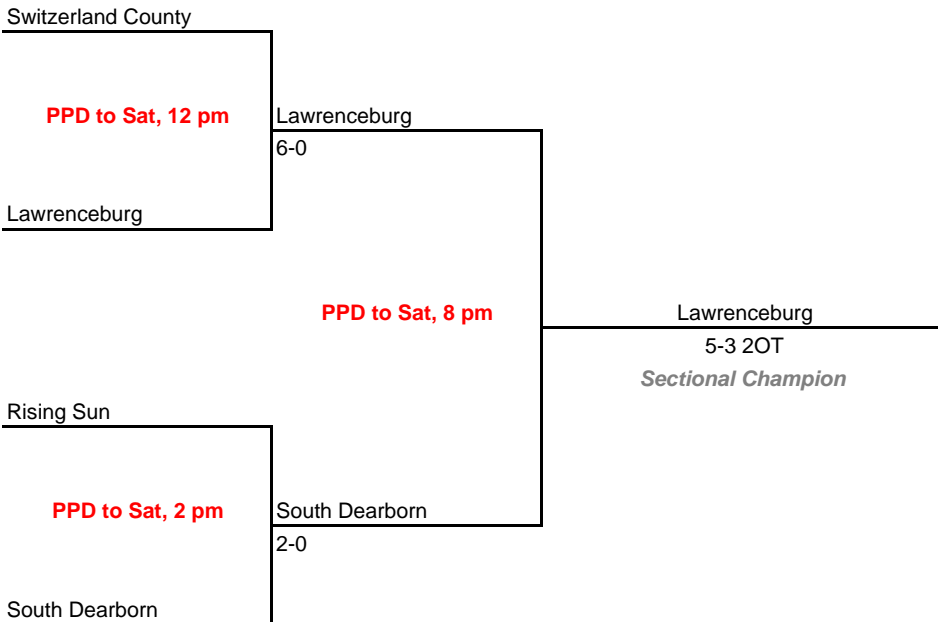 Switzerland County
PPD to Sat, 12 pm
Lawrenceburg
6-0
Lawrenceburg
PPD to Sat, 8 pm
Lawrenceburg
5-3 2OT
Sectional Champion
Rising Sun
PPD to Sat, 2 pm
South Dearborn
2-0
South Dearborn